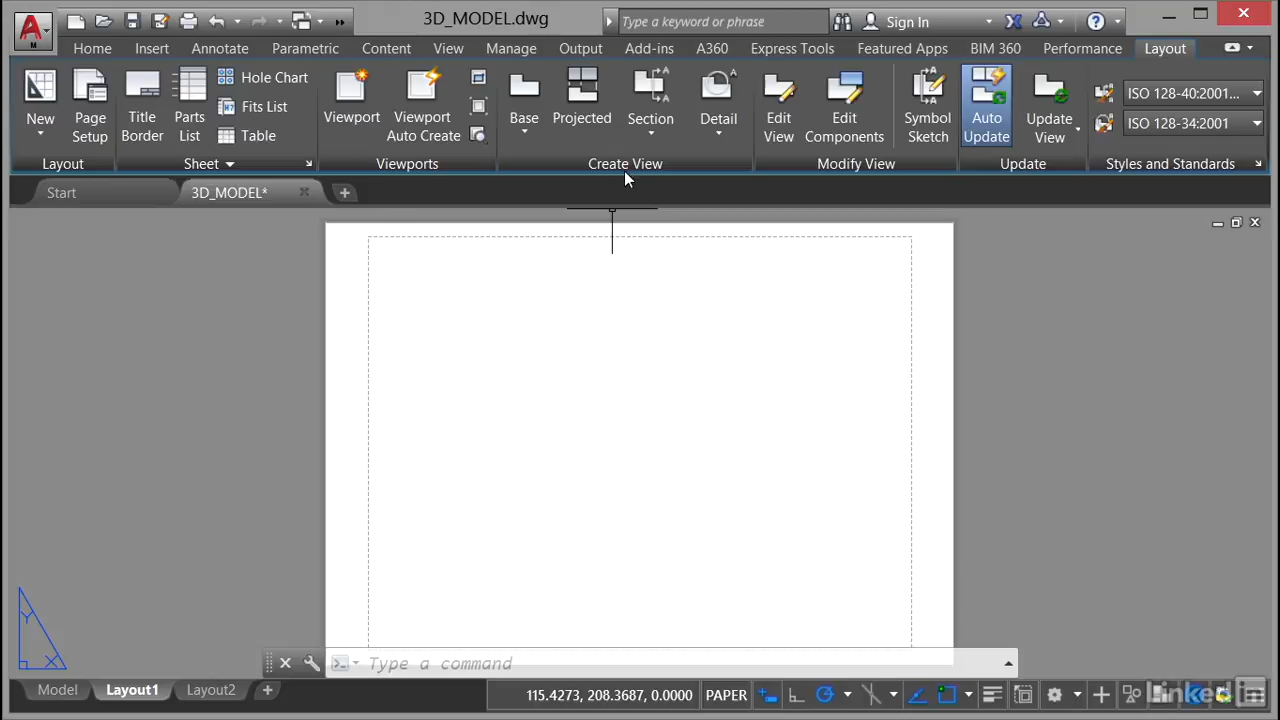 3D_MODEL.dwg
Type a keyword or phrase
Sign In
M
Home Insert Annotate Parametric Content View Manage Output Add-ins A360 Express Tools Featured Apps BIM 360 Performance Layout
New
Page Setup
Title Border
Parts List
Hole Chart
Fits List
Table
Viewport
Viewport Auto Create
Base
Projected
Section
Detail
Edit View
Edit Components
Symbol Sketch
Auto Update
Update View
ISO 128-40:2001...
ISO 128-34:2001
Layout Sheet Viewports Create View Modify View Update Styles and Standards
Start 3D_MODEL*
Y
X
Type a command
Model Layout1 Layout2
115.4273, 208.3687, 0.0000 PAPER
Linked in